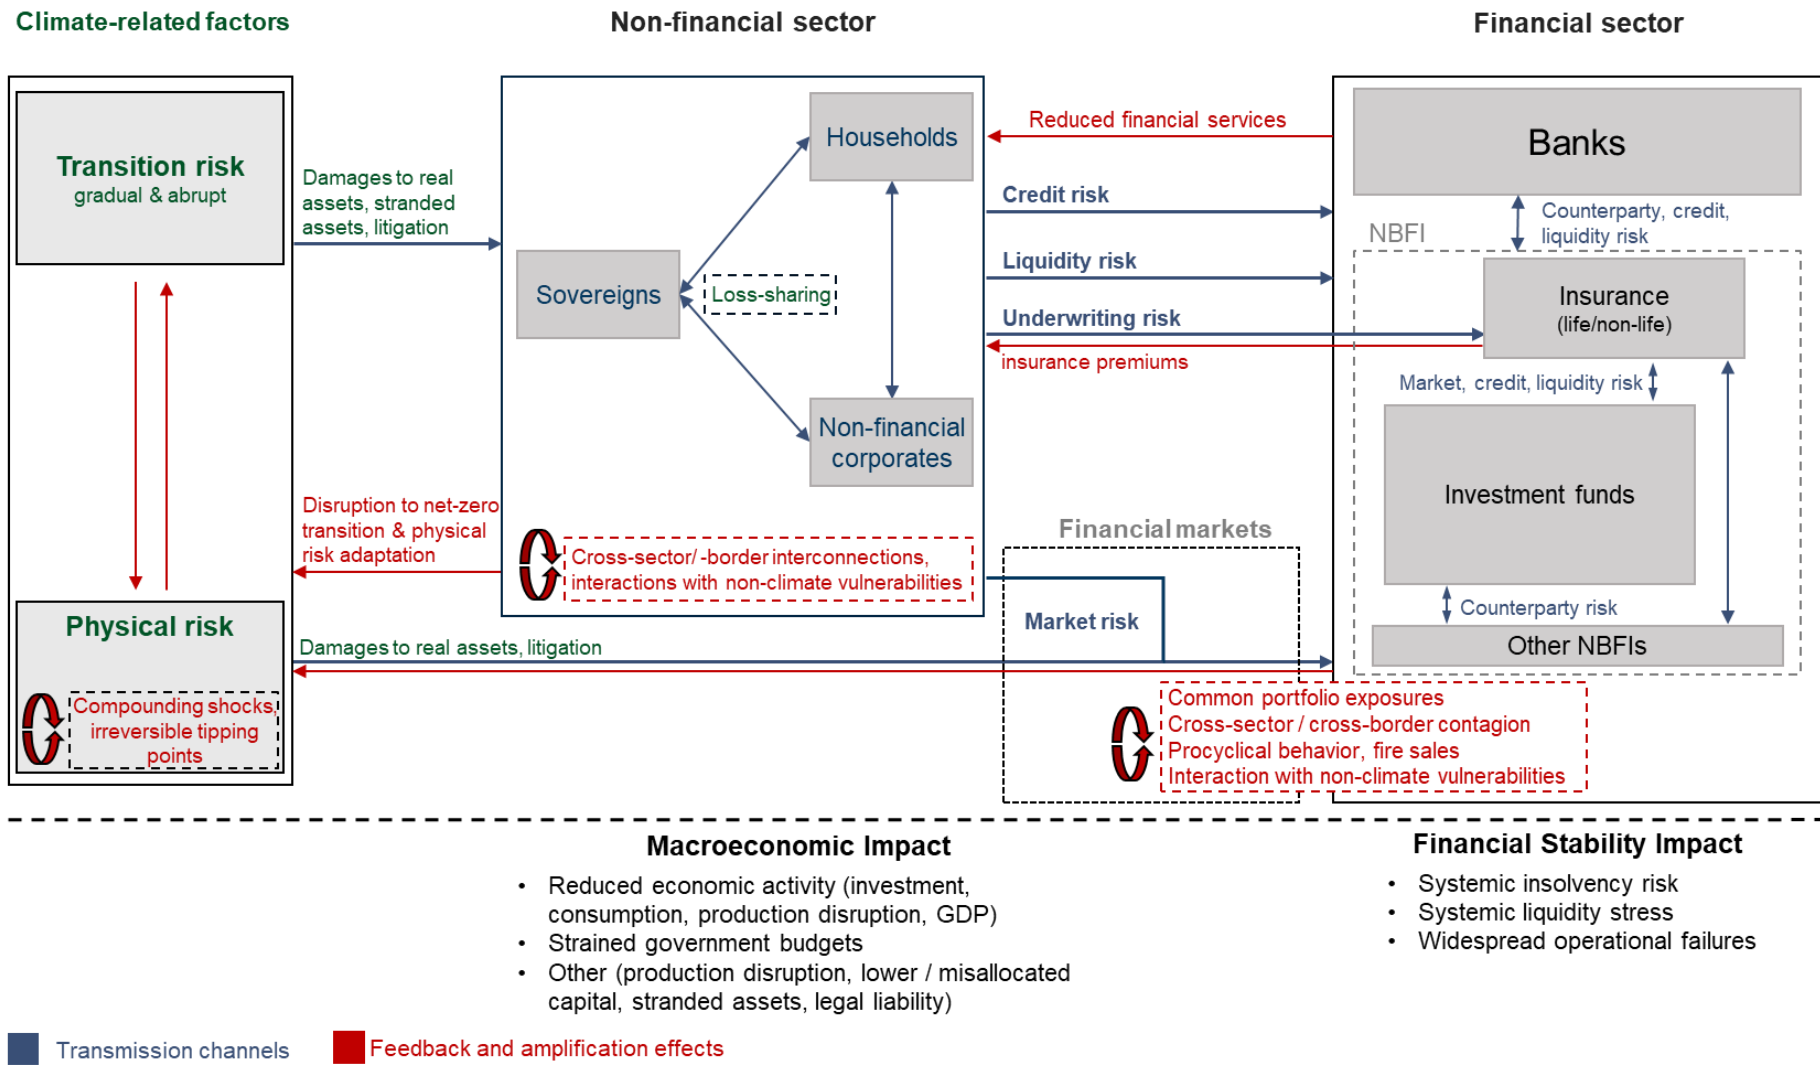 Climate-related factors
Non-financial sector
Financial sector
Transition risk
gradual & abrupt
Damages to real
assets, stranded
assets, litigation
Households
Sovereigns
Loss-sharing
Non-financial
corporates
Reduced financial services
Credit risk
Liquidity risk
Underwriting risk
insurance premiums
Banks
Counterparty, credit,
liquidity risk
NBFI
Insurance
(life/non-life)
Market, credit, liquidity risk
Investment funds
Counterparty risk
Other NBFIs
Disruption to net-zero
transition & physical
risk adaptation
Cross-sector/ -border interconnections,
interactions with non-climate vulnerabilities
Financial markets
Market risk
Physical risk
Damages to real assets, litigation
Compounding shocks,
irreversible tipping
points
Common portfolio exposures
Cross-sector / cross-border contagion
Procyclical behavior, fire sales
Interaction with non-climate vulnerabilities
Macroeconomic Impact
• Reduced economic activity (investment,
consumption, production disruption, GDP)
• Strained government budgets
• Other (production disruption, lower / misallocated
capital, stranded assets, legal liability)
Financial Stability Impact
• Systemic insolvency risk
• Systemic liquidity stress
• Widespread operational failures
Transmission channels
Feedback and amplification effects